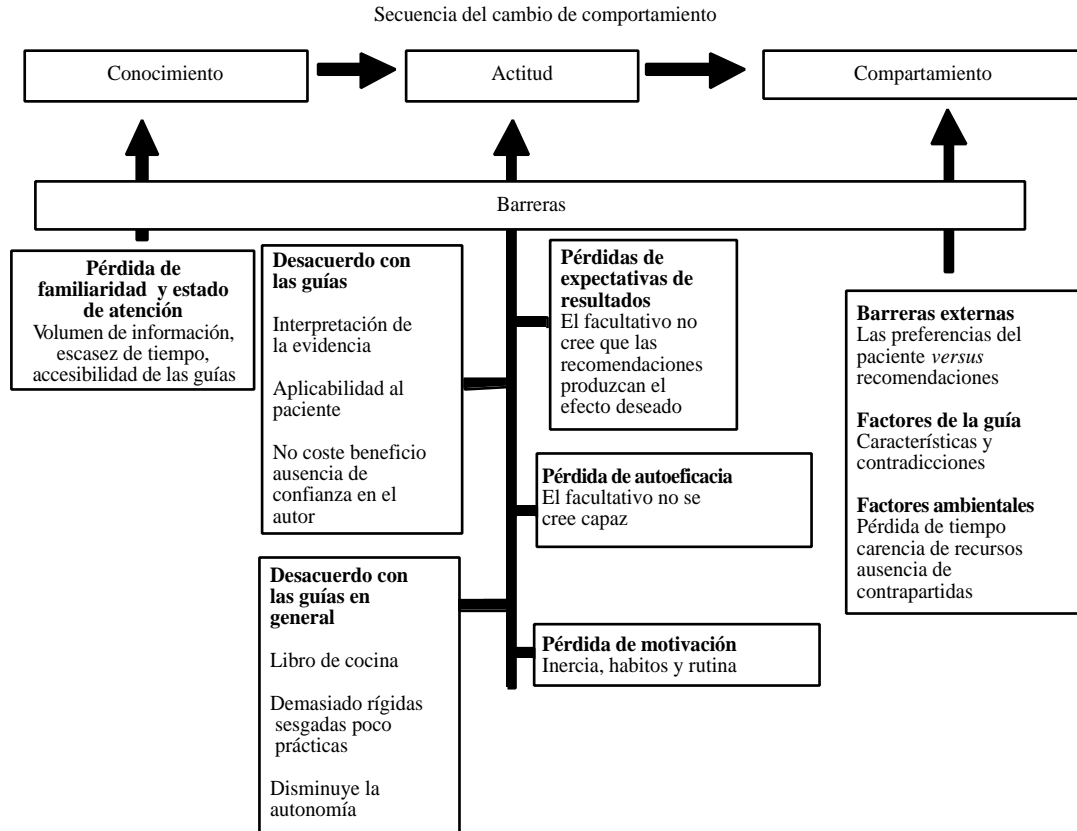 Secuencia del cambio de comportamiento
Conocimiento
Actitud
Compartamiento
Barreras
Pérdida de
familiaridad y estado
de atención
Volumen de información,
escasez de tiempo,
accesibilidad de las guías
Desacuerdo con
las guías
Interpretación de
la evidencia
Aplicabilidad al
paciente
No coste beneficio
ausencia de
confianza en el
autor
Desacuerdo con
las guías en
general
Libro de cocina
Demasiado rígidas
sesgadas poco
prácticas
Disminuye la
autonomía
Pérdidas de
expectativas de
resultados
El facultativo no
cree que las
recomendaciones
produzcan el
efecto deseado
Pérdida de autoeficacia
El facultativo no se
cree capaz
Pérdida de motivación
Inercia, habitos y rutina
Barreras externas
Las preferencias del
paciente versus
recomendaciones
Factores de la guía
Características y
contradicciones
Factores ambientales
Pérdida de tiempo
carencia de recursos
ausencia de
contrapartidas